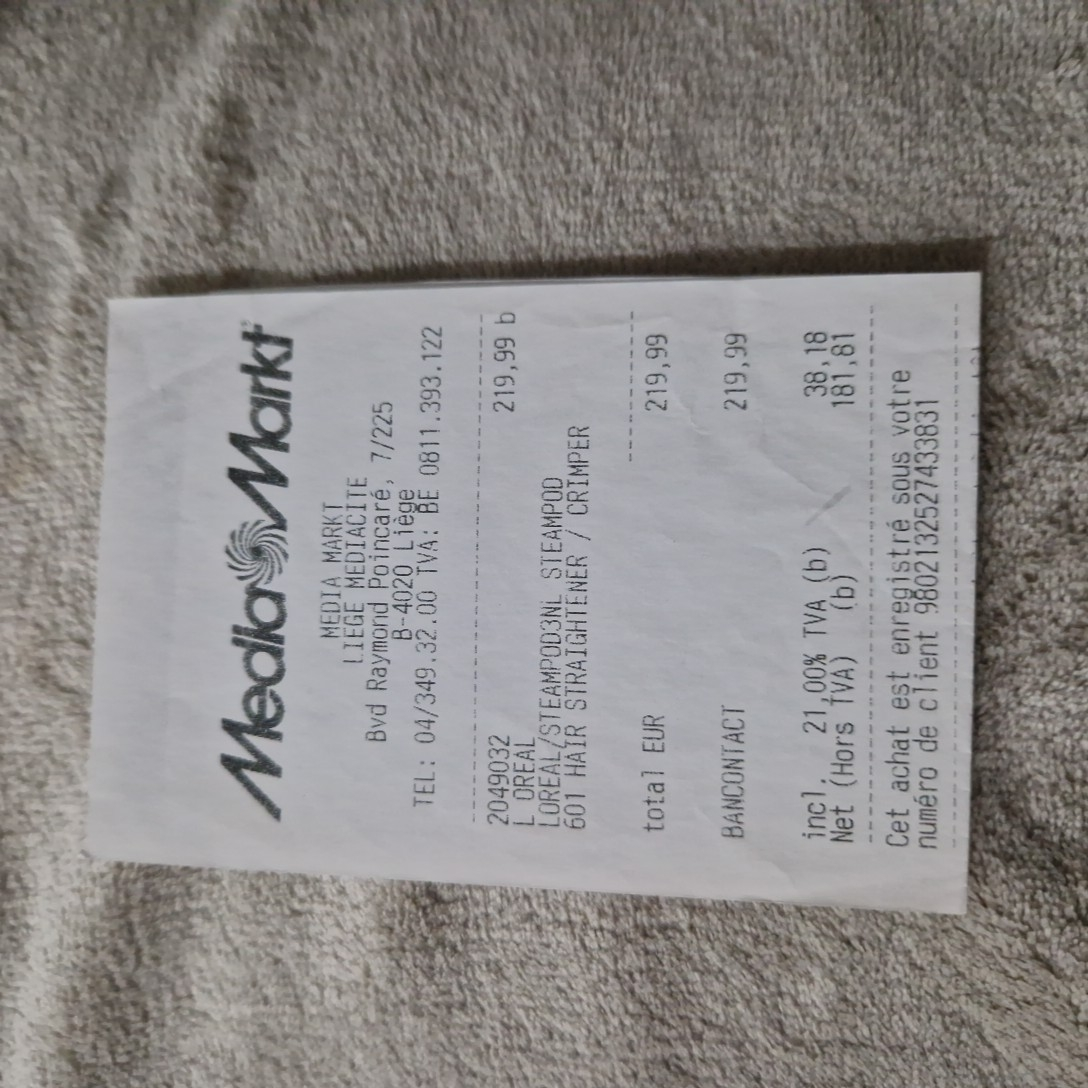 Media Markt
MEDIA MARKT
LIEGE MEDIACITE
Bvd Raymond Poincaré, 7/225
B-4020 Liège
TEL: 04/349.32.00 TVA: BE 0811.393.122
2049032 219,99 b
L OREAL
LOREAL/STEAMPOD3NL STEAMPOD
601 HAIR STRAIGHTENER / CRIMPER
total EUR 219,99
BANCONTACT 219,99
incl. 21,00% TVA (b) 38,18
Net (Hors TVA) (b) 181,81
Cet achat est enregistré sous votre
numéro de client 9802132527433831